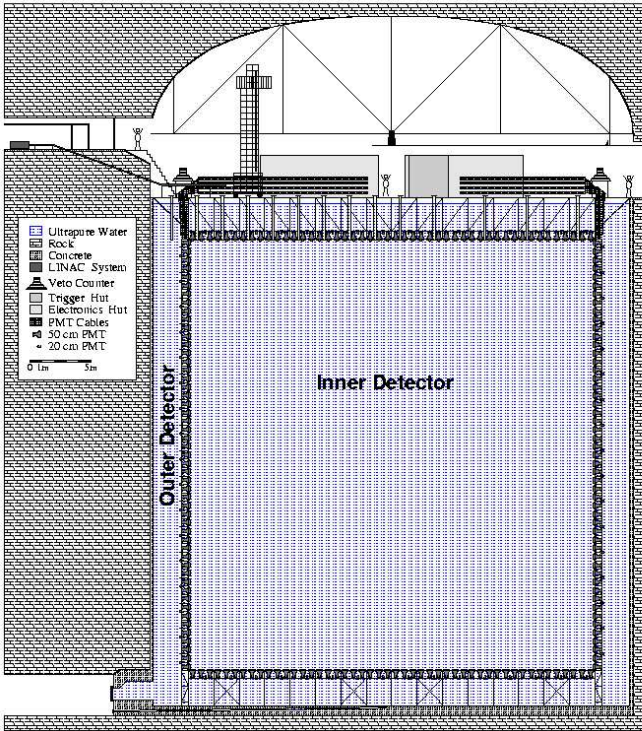 Ultrapure Water
Rock
Concrete
LINAC System
Veto Counter
Trigger Hut
Electronics Hut
PMT Cables
50 cm PMT
20 cm PMT
0 1m 5m
Outer Detector
Inner Detector